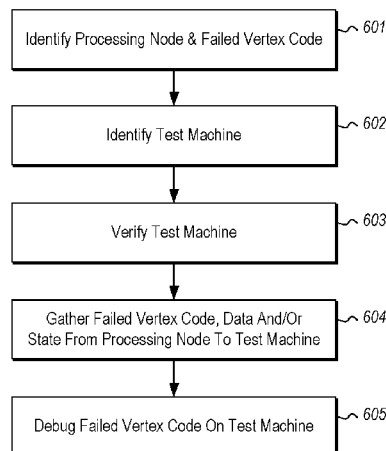 Identify Processing Node & Failed Vertex Code
601
Identify Test Machine
602
Verify Test Machine
603
Gather Failed Vertex Code, Data And/Or
State From Processing Node To Test Machine
604
Debug Failed Vertex Code On Test Machine
605